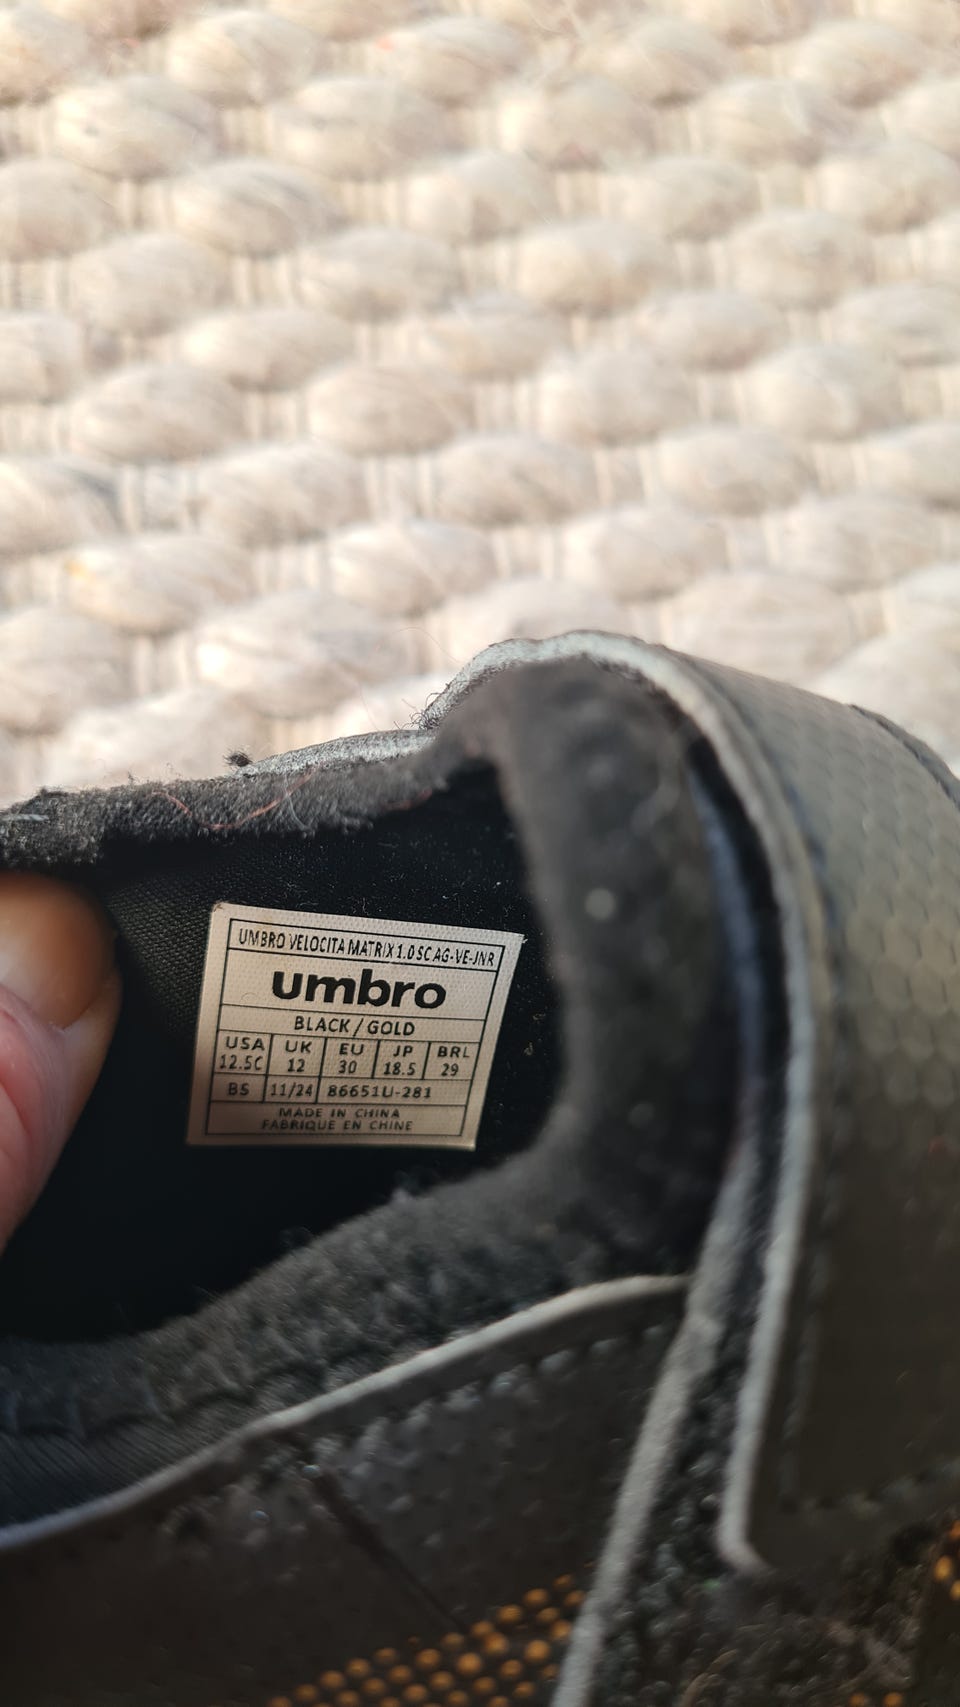 UMBRO VELOCITA MATRIX 1.0 SC AG-VE-JNR
umbro
BLACK / GOLD
USA UK EU JP BRL
12.5C 12 30 18.5 29
BS 11/24 86651U-281
MADE IN CHINA
FABRIQUE EN CHINE